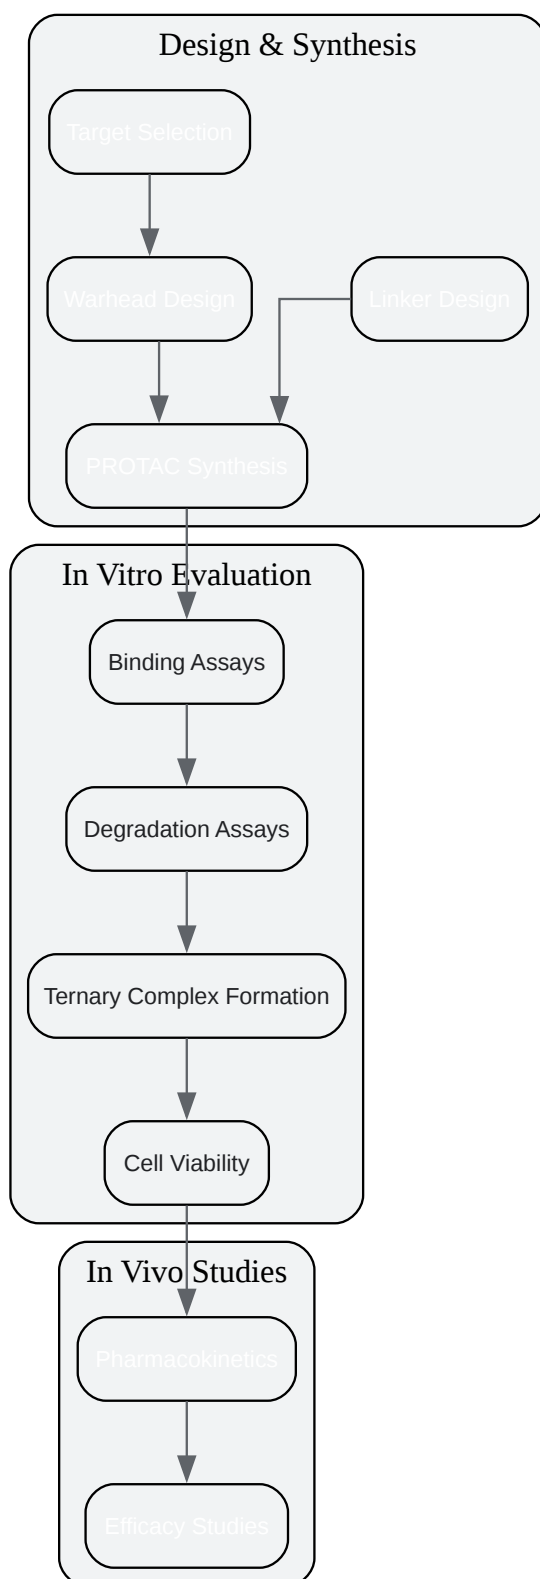 Design & Synthesis
Target Selection
Warhead Design
Linker Design
PROTAC Synthesis
In Vitro Evaluation
Binding Assays
Degradation Assays
Ternary Complex Formation
Cell Viability
In Vivo Studies
Pharmacokinetics
Efficacy Studies